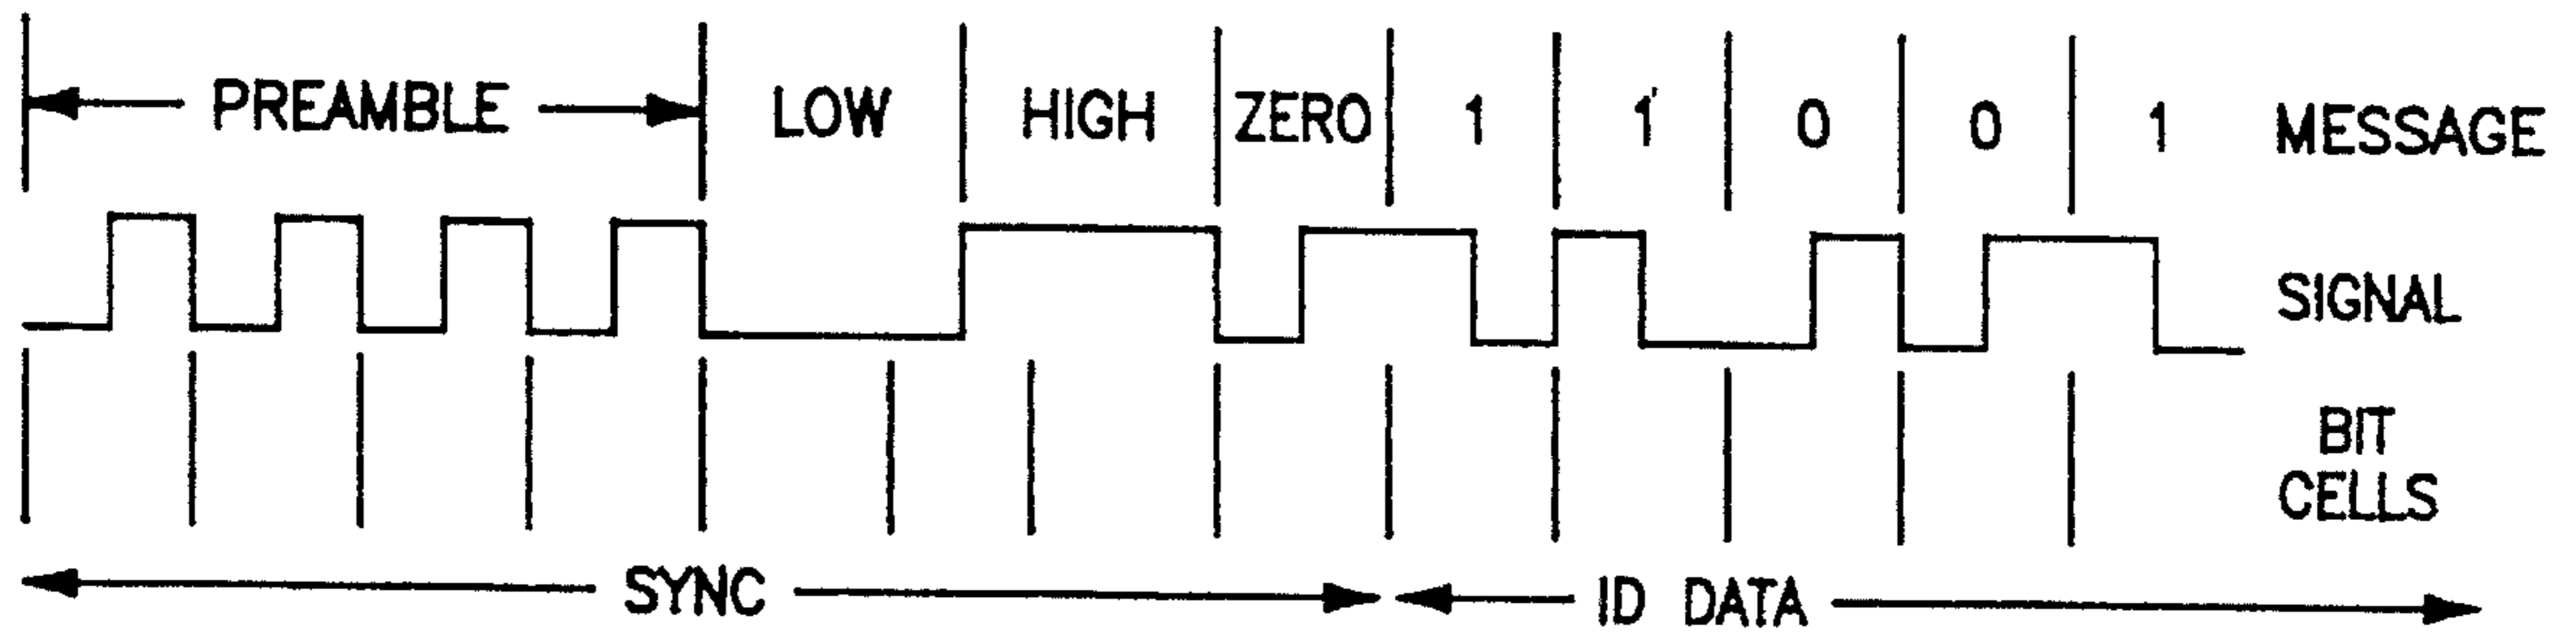 PREAMBLE LOW HIGH ZERO 1 1 0 0 1 MESSAGE
SIGNAL
BIT
CELLS
SYNC ID DATA